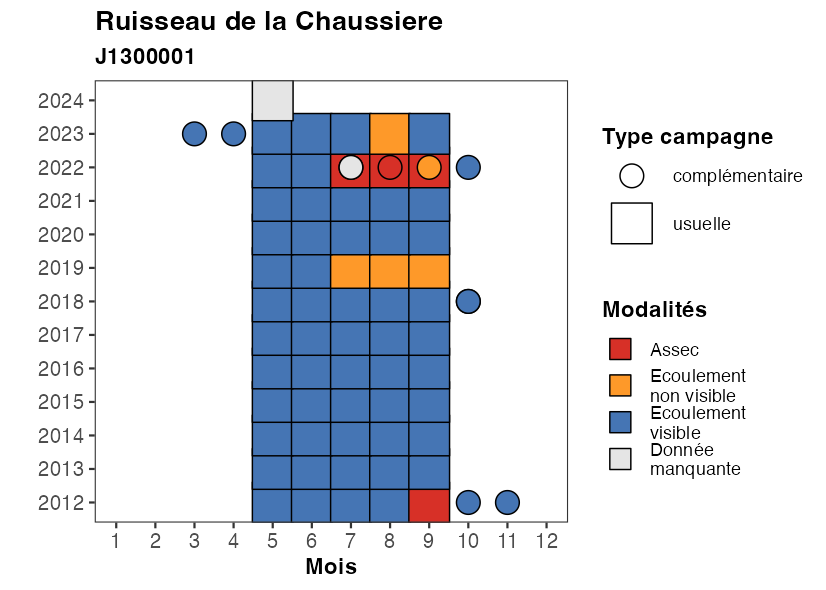 Ruisseau de la Chaussiere
J1300001
2024
2023
2022
2021
2020
2019
2018
2017
2016
2015
2014
2013
2012
1 2 3 4 5 6 7 8 9 10 11 12
Mois
Type campagne
complémentaire
usuelle
Modalités
Assec
Ecoulement
non visible
Ecoulement
visible
Donnée
manquante